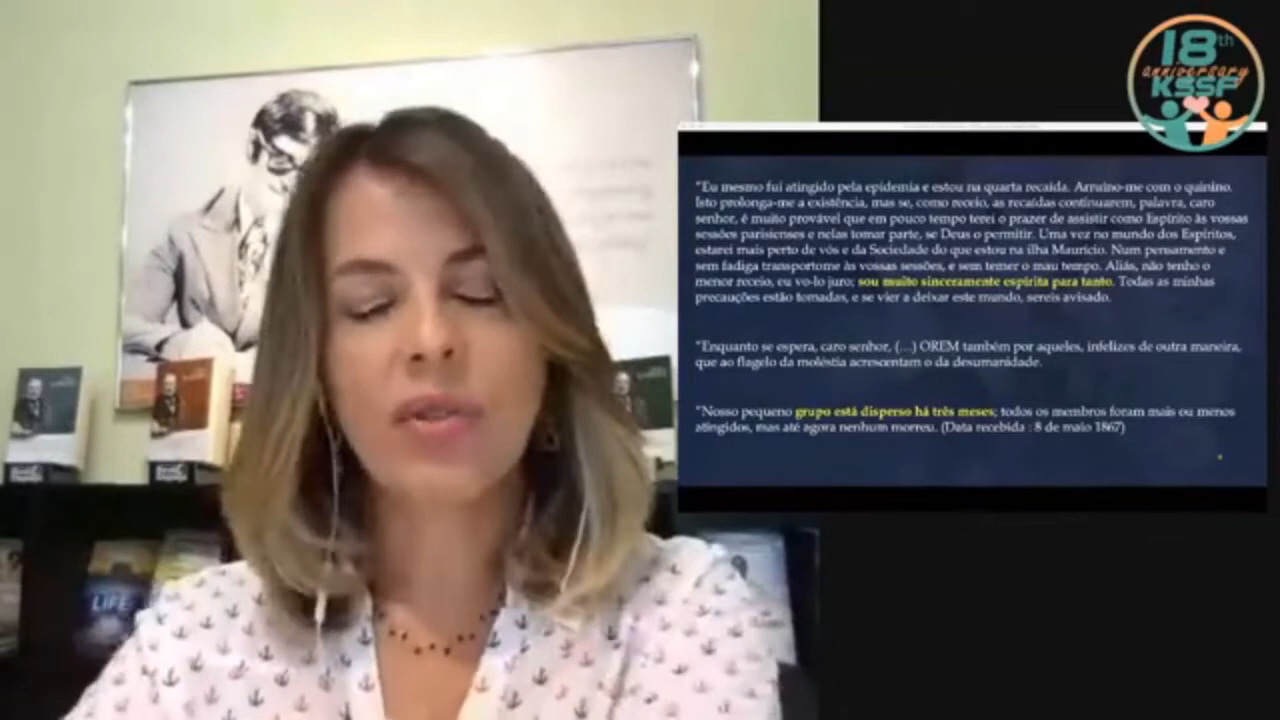 18th
anniversary
KSSF
"Eu mesmo fui atingido pela epidemia e estou na quarta recaída. Arruíno-me com o quinino.
Isto prolonga-me a existência, mas se, como receio, as recaídas continuarem, palavra, caro
senhor, é muito provável que em pouco tempo terei o prazer de assistir como Espírito às vossas
sessões parisienses e nelas tomar parte, se Deus o permitir. Uma vez no mundo dos Espíritos,
estarei mais perto de vós e da Sociedade do que estou na ilha Maurício. Num pensamento e
sem fadiga transportome às vossas sessões, e sem temer o mau tempo. Aliás, não tenho o
menor receio, eu vo-lo juro; sou muito sinceramente espírita para tanto. Todas as minhas
precauções estão tomadas, e se vier a deixar este mundo, sereis avisado.
"Enquanto se espera, caro senhor, (...) OREM também por aqueles, infelizes de outra maneira,
que ao flagelo da moléstia acrescentam o da desumanidade.
"Nosso pequeno grupo está disperso há três meses; todos os membros foram mais ou menos
atingidos, mas até agora nenhum morreu. (Data recebida : 8 de maio 1867)
LIFE